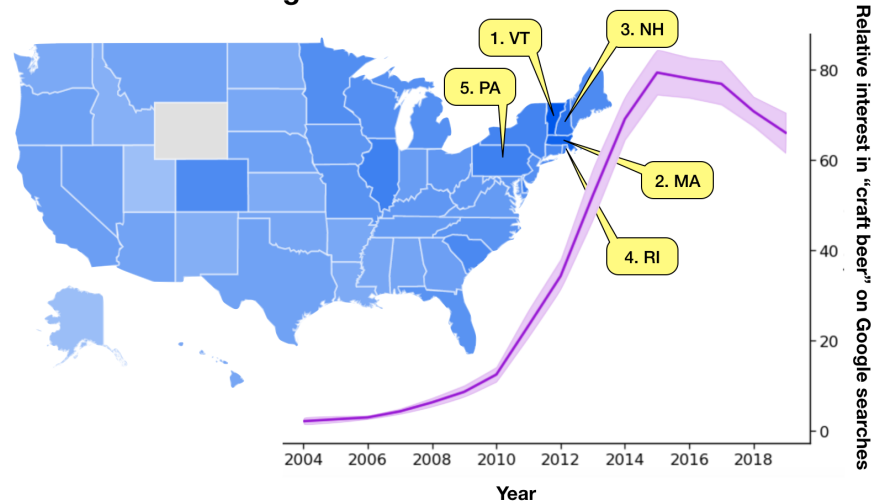 1. VT
3. NH
5. PA
2. MA
4. RI
80
60
40
20
0
2004 2006 2008 2010 2012 2014 2016 2018
Year
Relative interest in “craft beer” on Google searches